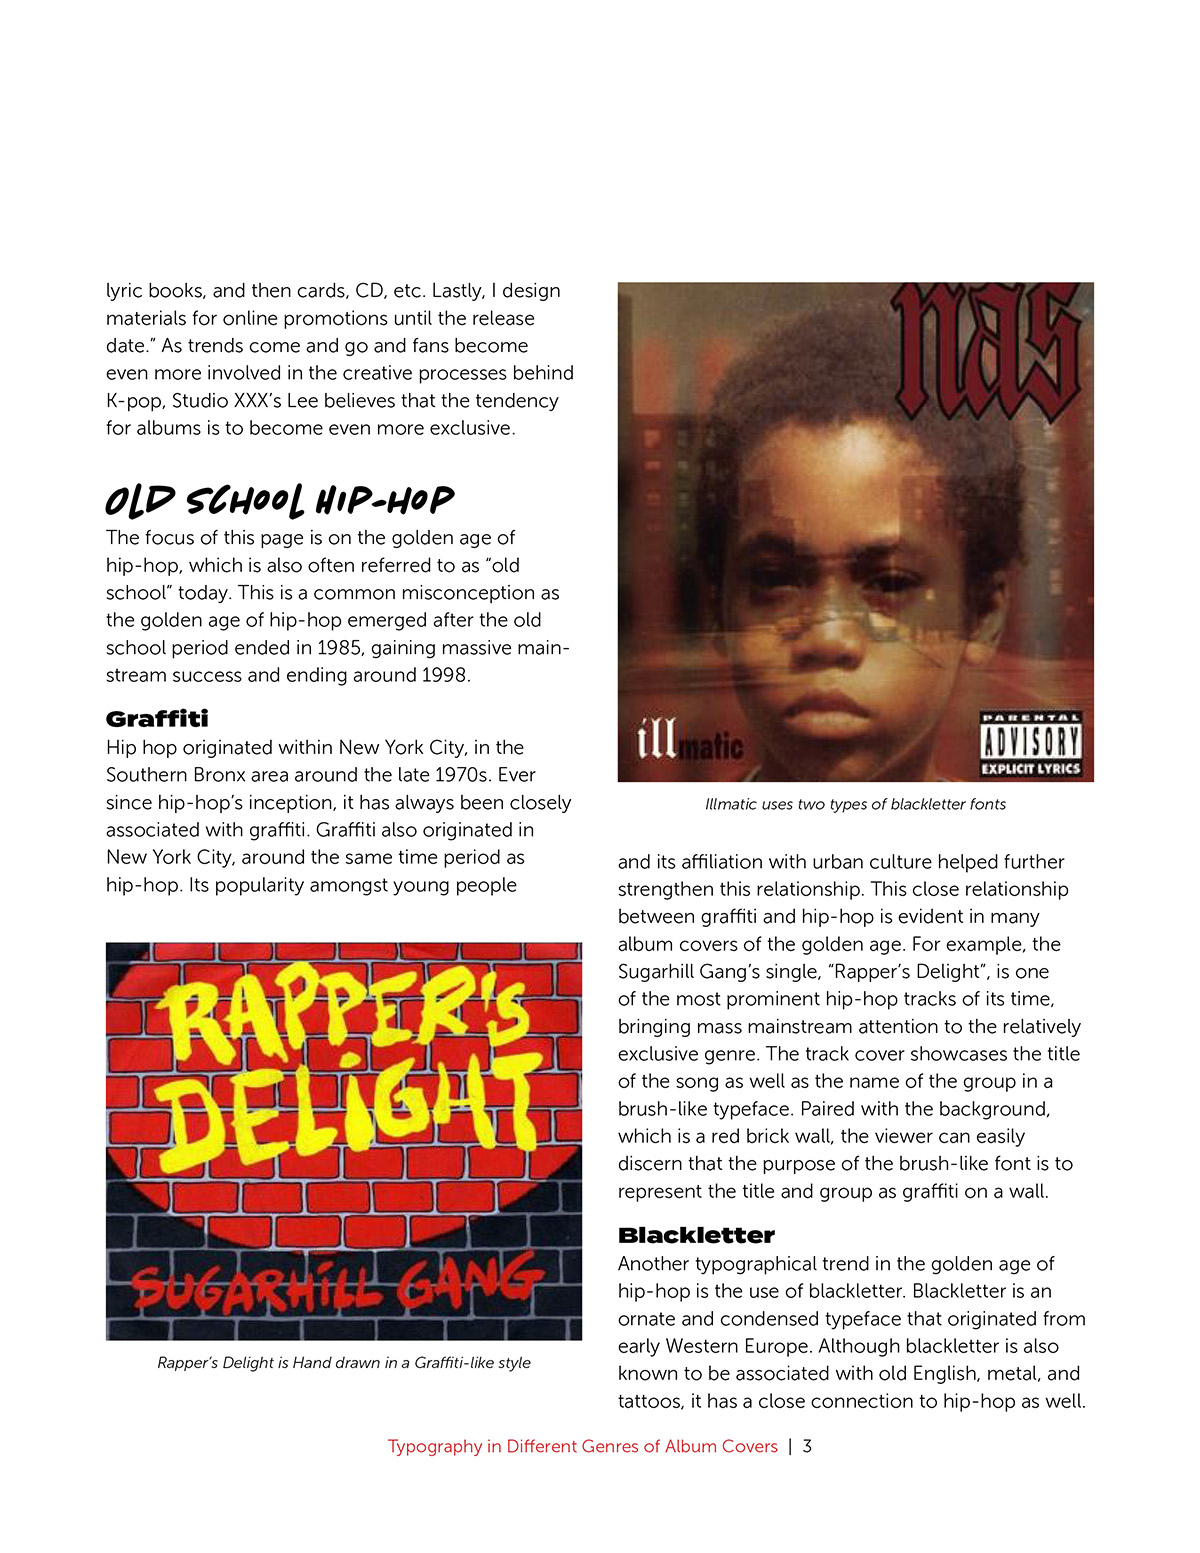 lyric books, and then cards, CD, etc. Lastly, I design
materials for online promotions until the release
date.” As trends come and go and fans become
even more involved in the creative processes behind
K-pop, Studio XXX’s Lee believes that the tendency
for albums is to become even more exclusive.
OLD SCHOOL HIP-HOP
The focus of this page is on the golden age of
hip-hop, which is also often referred to as “old
school” today. This is a common misconception as
the golden age of hip-hop emerged after the old
school period ended in 1985, gaining massive main-
stream success and ending around 1998.
Graffiti
Hip hop originated within New York City, in the
Southern Bronx area around the late 1970s. Ever
since hip-hop’s inception, it has always been closely
associated with graffiti. Graffiti also originated in
New York City, around the same time period as
hip-hop. Its popularity amongst young people
RAPPER'S
DELiGHT
SUGARHiLL GANG
Rapper’s Delight is Hand drawn in a Graffiti-like style
nas
illmatic
PARENTAL
ADVISORY
EXPLICIT LYRICS
Illmatic uses two types of blackletter fonts
and its affiliation with urban culture helped further
strengthen this relationship. This close relationship
between graffiti and hip-hop is evident in many
album covers of the golden age. For example, the
Sugarhill Gang’s single, “Rapper’s Delight”, is one
of the most prominent hip-hop tracks of its time,
bringing mass mainstream attention to the relatively
exclusive genre. The track cover showcases the title
of the song as well as the name of the group in a
brush-like typeface. Paired with the background,
which is a red brick wall, the viewer can easily
discern that the purpose of the brush-like font is to
represent the title and group as graffiti on a wall.
Blackletter
Another typographical trend in the golden age of
hip-hop is the use of blackletter. Blackletter is an
ornate and condensed typeface that originated from
early Western Europe. Although blackletter is also
known to be associated with old English, metal, and
tattoos, it has a close connection to hip-hop as well.
Typography in Different Genres of Album Covers | 3